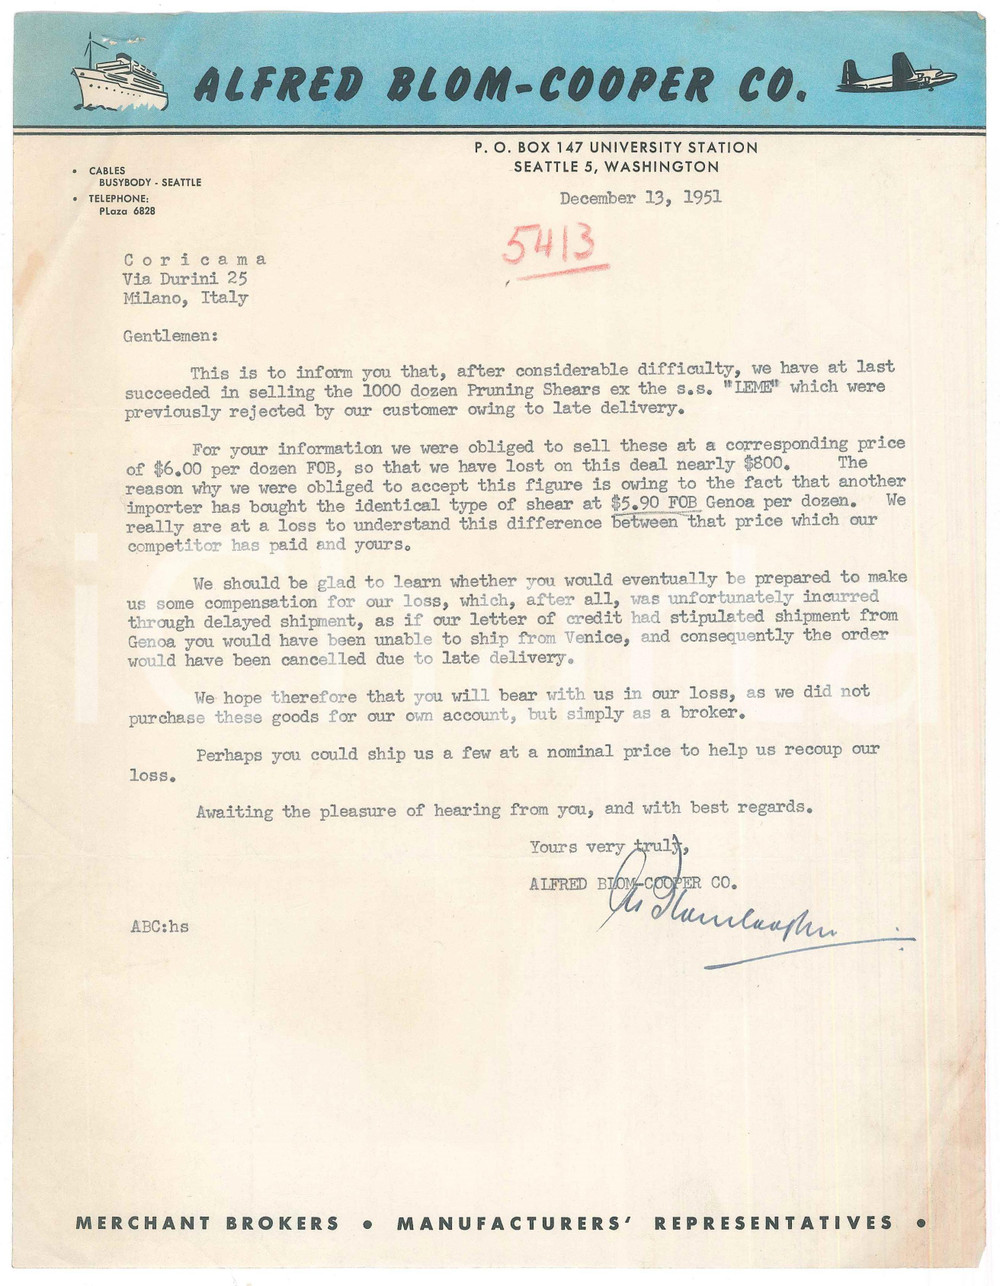 ALFRED BLOM-COOPER CO.
P. O. BOX 147 UNIVERSITY STATION
SEATTLE 5, WASHINGTON
• CABLES
BUSYBODY - SEATTLE
• TELEPHONE:
PLaza 6828
December 13, 1951
5413
C o r i c a m a
Via Durini 25
Milano, Italy
Gentlemen:
This is to inform you that, after considerable difficulty, we have at last
succeeded in selling the 1000 dozen Pruning Shears ex the s.s. "LEME" which were
previously rejected by our customer owing to late delivery.
For your information we were obliged to sell these at a corresponding price
of $6.00 per dozen FOB, so that we have lost on this deal nearly $800. The
reason why we were obliged to accept this figure is owing to the fact that another
importer has bought the identical type of shear at $5.90 FOB Genoa per dozen. We
really are at a loss to understand this difference between that price which our
competitor has paid and yours.
We should be glad to learn whether you would eventually be prepared to make
us some compensation for our loss, which, after all, was unfortunately incurred
through delayed shipment, as if our letter of credit had stipulated shipment from
Genoa you would have been unable to ship from Venice, and consequently the order
would have been cancelled due to late delivery.
We hope therefore that you will bear with us in our loss, as we did not
purchase these goods for our own account, but simply as a broker.
Perhaps you could ship us a few at a nominal price to help us recoup our
loss.
Awaiting the pleasure of hearing from you, and with best regards.
Yours very truly,
ALFRED BLOM-COOPER CO.
ABC:hs
MERCHANT BROKERS • MANUFACTURERS' REPRESENTATIVES •